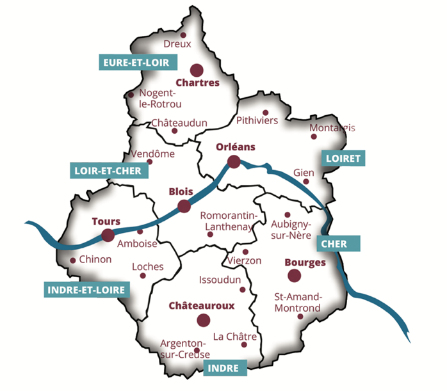 Dreux
EURE-ET-LOIR
Chartres
Nogent-
le-Rotrou
Châteaudun
Pithiviers
Montargis
Orléans
Vendôme
LOIRET
LOIR-ET-CHER
Gien
Blois
Tours
Romorantin-
Lanthenay
Aubigny-
sur-Nère
Amboise
CHER
Chinon
Vierzon
Bourges
Loches
Issoudun
INDRE-ET-LOIRE
Châteauroux
St-Amand-
Montrond
La Châtre
Argenton-
sur-Creuse
INDRE